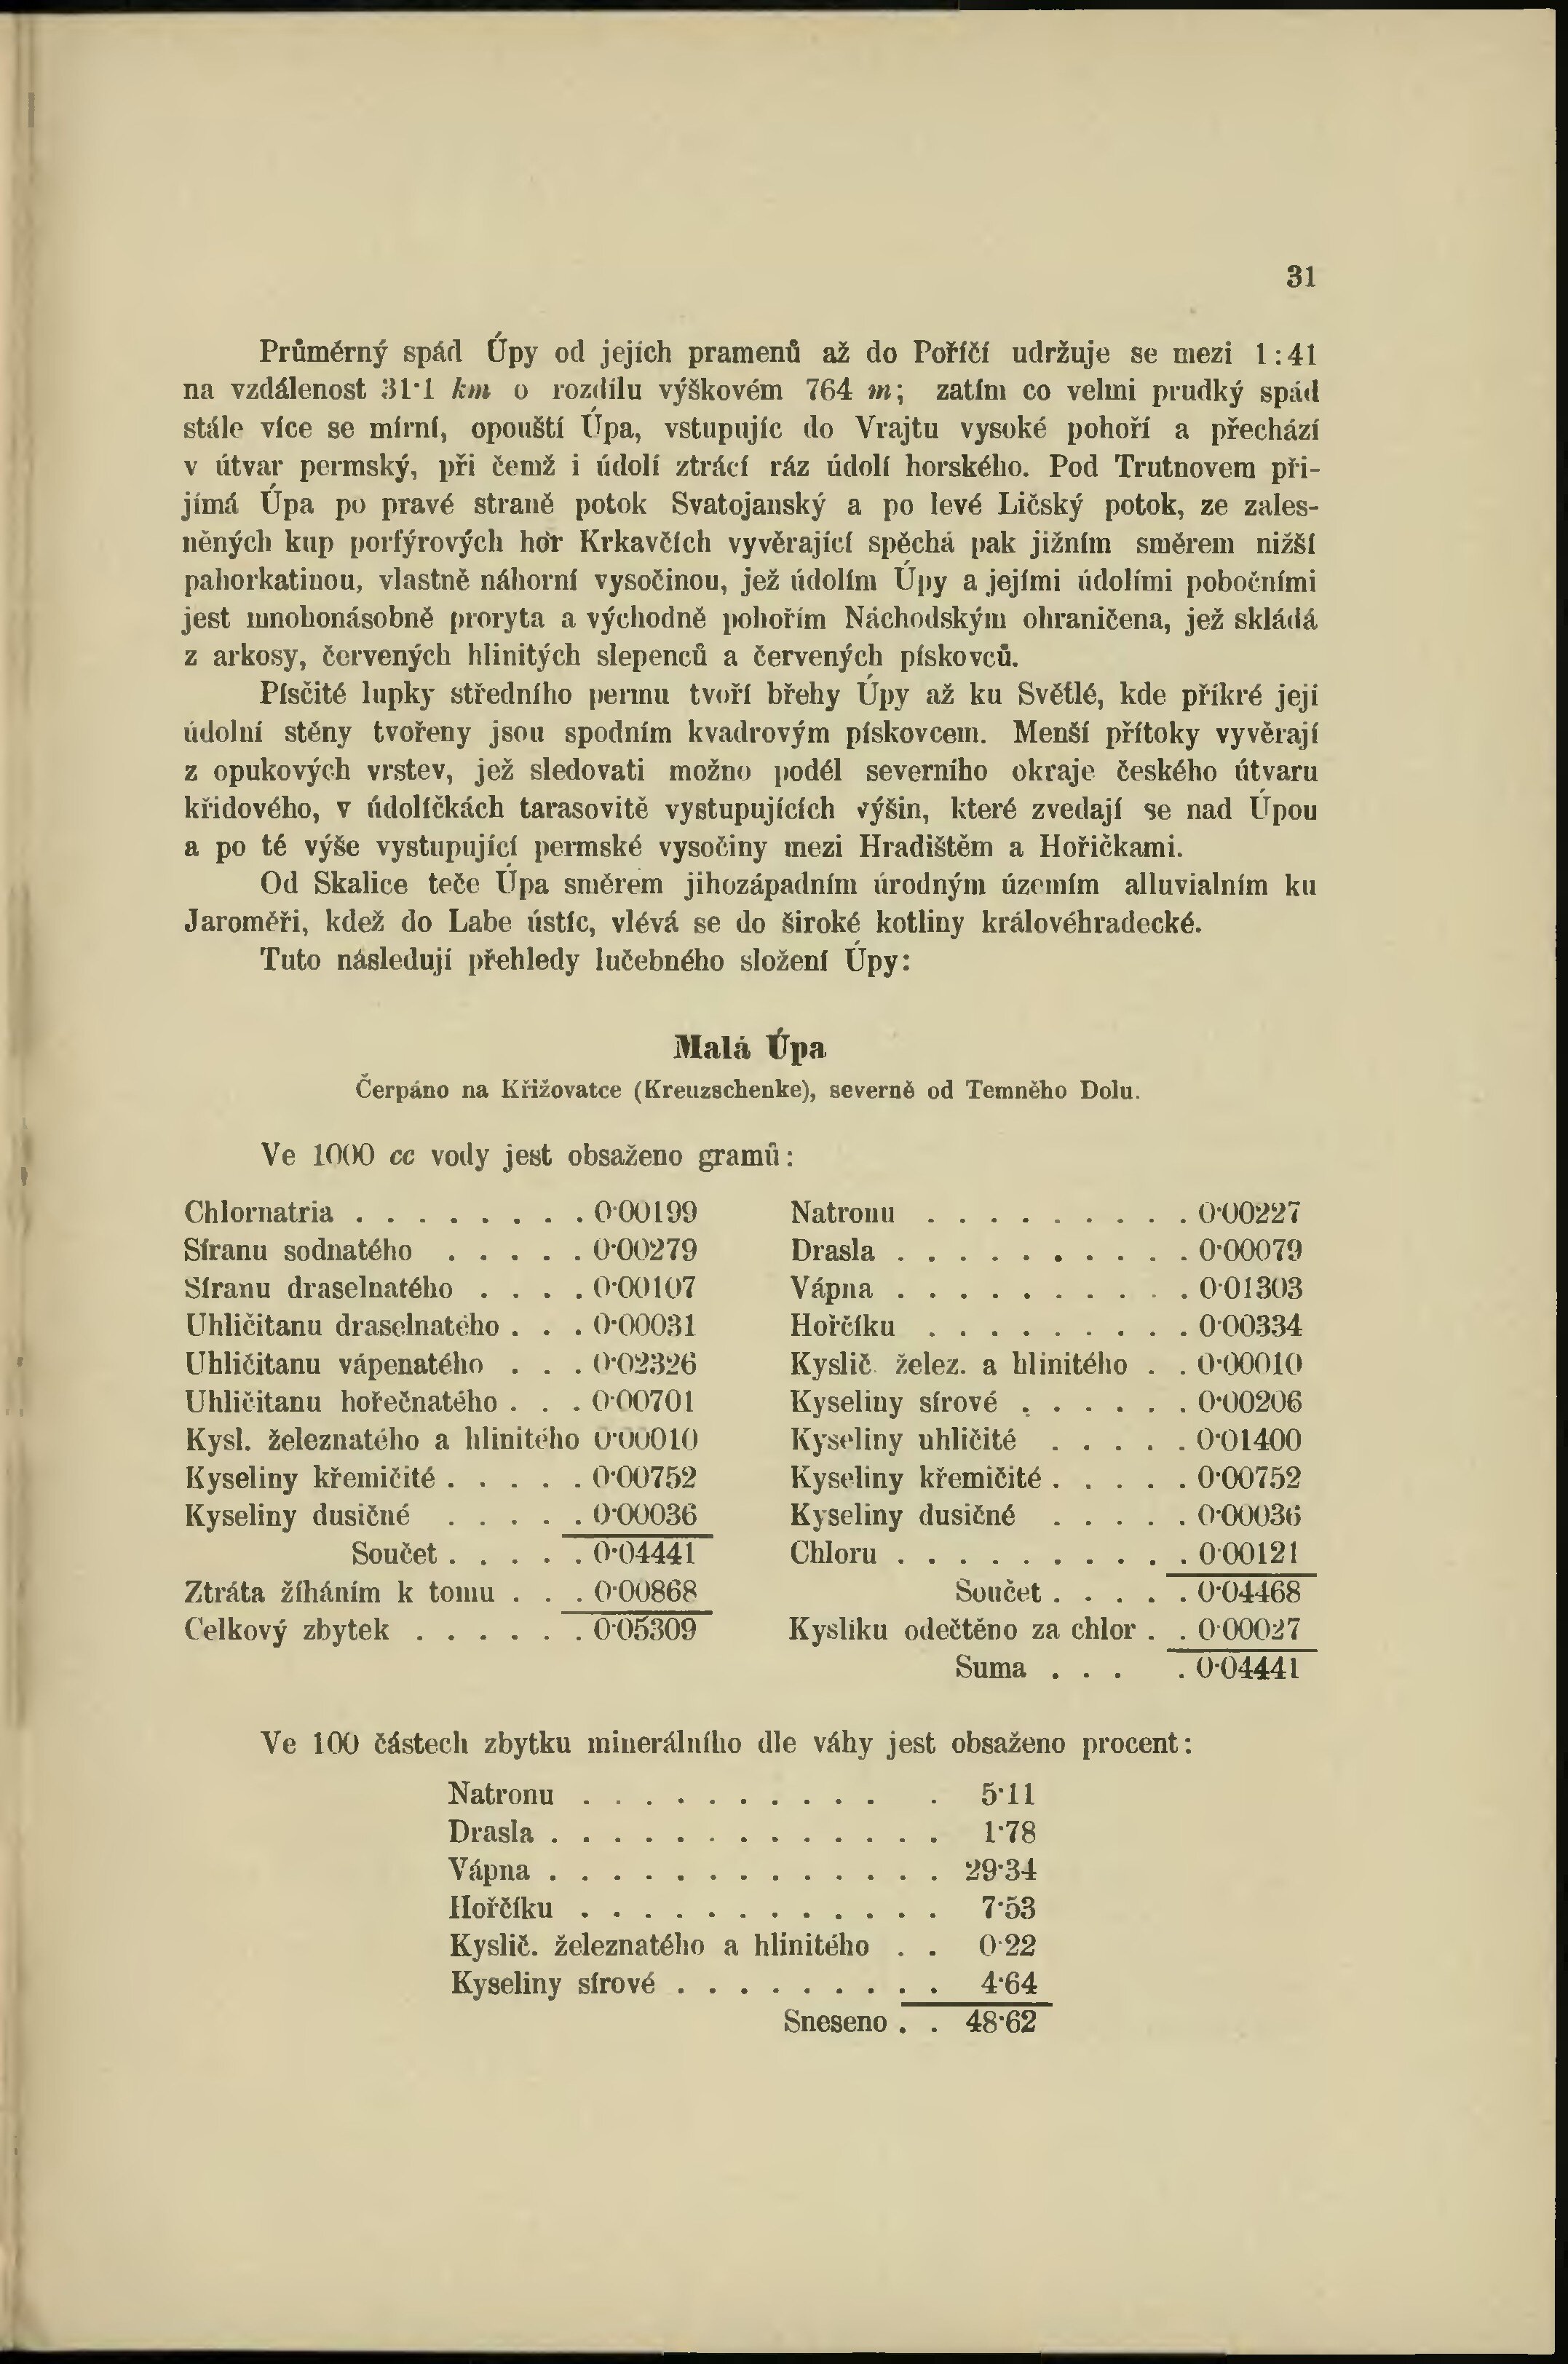 31
Průměrný spád Úpy od jejích pramenů až do Poříčí udržuje se mezi 1 : 41
na vzdálenost 31·1 km o rozdílu výškovém 764 m; zatím co velmi prudký spád
stále více se mírní, opouští Úpa, vstupujíc do Vrajtu vysoké pohoří a přechází
v útvar permský, při čemž i údolí ztrácí ráz údolí horského. Pod Trutnovem při-
jímá Úpa po pravé straně potok Svatojanský a po levé Ličský potok, ze zales-
něných kup porfýrových hor Krkavčích vyvěrající spěchá pak jižním směrem nižší
pahorkatinou, vlastně náhorní vysočinou, jež údolím Úpy a jejími údolími pobočními
jest mnohonásobně proryta a východně pohořím Náchodským ohraničena, jež skládá
z arkosy, červených hlinitých slepenců a červených pískovců.
Písčité lupky středního permu tvoří břehy Úpy až ku Světlé, kde příkré její
údolní stěny tvořeny jsou spodním kvadrovým pískovcem. Menší přítoky vyvěrají
z opukových vrstev, jež sledovati možno podél severního okraje českého útvaru
křidového, v údolíčkách tarasovitě vystupujících výšin, které zvedají se nad Úpou
a po té výše vystupující permské vysočiny mezi Hradištěm a Hořičkami.
Od Skalice teče Úpa směrem jihozápadním úrodným územím alluvialním ku
Jaroměři, kdež do Labe ústíc, vlévá se do široké kotliny královéhradecké.
Tuto následují přehledy lučebného složení Úpy:
Malá Úpa
Čerpáno na Křižovatce (Kreuzschenke), severně od Temného Dolu.
Ve 1000 cc vody jest obsaženo gramů:
Chlornatria . . . . . . . . 0·00199
Síranu sodnatého . . . . . 0·00279
Síranu draselnatého . . . . 0·00107
Uhličitanu draselnatého . . . 0·00031
Uhličitanu vápenatého . . . 0·02326
Uhličitanu hořečnatého . . . 0·00701
Kysl. železnatého a hlinitého 0·00010
Kyseliny křemičité . . . . . 0·00752
Kyseliny dusičné . . . . . 0·00036
Součet . . . . . 0·04441
Ztráta žíháním k tomu . . . 0·00868
Celkový zbytek . . . . . . 0·05309
Natronu . . . . . . . . . 0·00227
Drasla . . . . . . . . . . 0·00079
Vápna . . . . . . . . . . 0·01303
Hořčíku . . . . . . . . . 0·00334
Kyslič. želez. a hlinitého . . 0·00010
Kyseliny sírové . . . . . . 0·00206
Kyseliny uhličité . . . . . 0·01400
Kyseliny křemičité . . . . . 0·00752
Kyseliny dusičné . . . . . 0·00036
Chloru . . . . . . . . . . 0·00121
Součet . . . . . 0·04468
Kyslíku odečtěno za chlor . . 0·00027
Suma . . . . 0·04441
Ve 100 částech zbytku minerálního dle váhy jest obsaženo procent:
Natronu . . . . . . . . . . . 5·11
Drasla . . . . . . . . . . . . . 1·78
Vápna . . . . . . . . . . . . . 29·34
Hořčíku . . . . . . . . . . . . 7·53
Kyslič. železnatého a hlinitého . . 0·22
Kyseliny sírové . . . . . . . . . 4·64
Sneseno . . 48·62